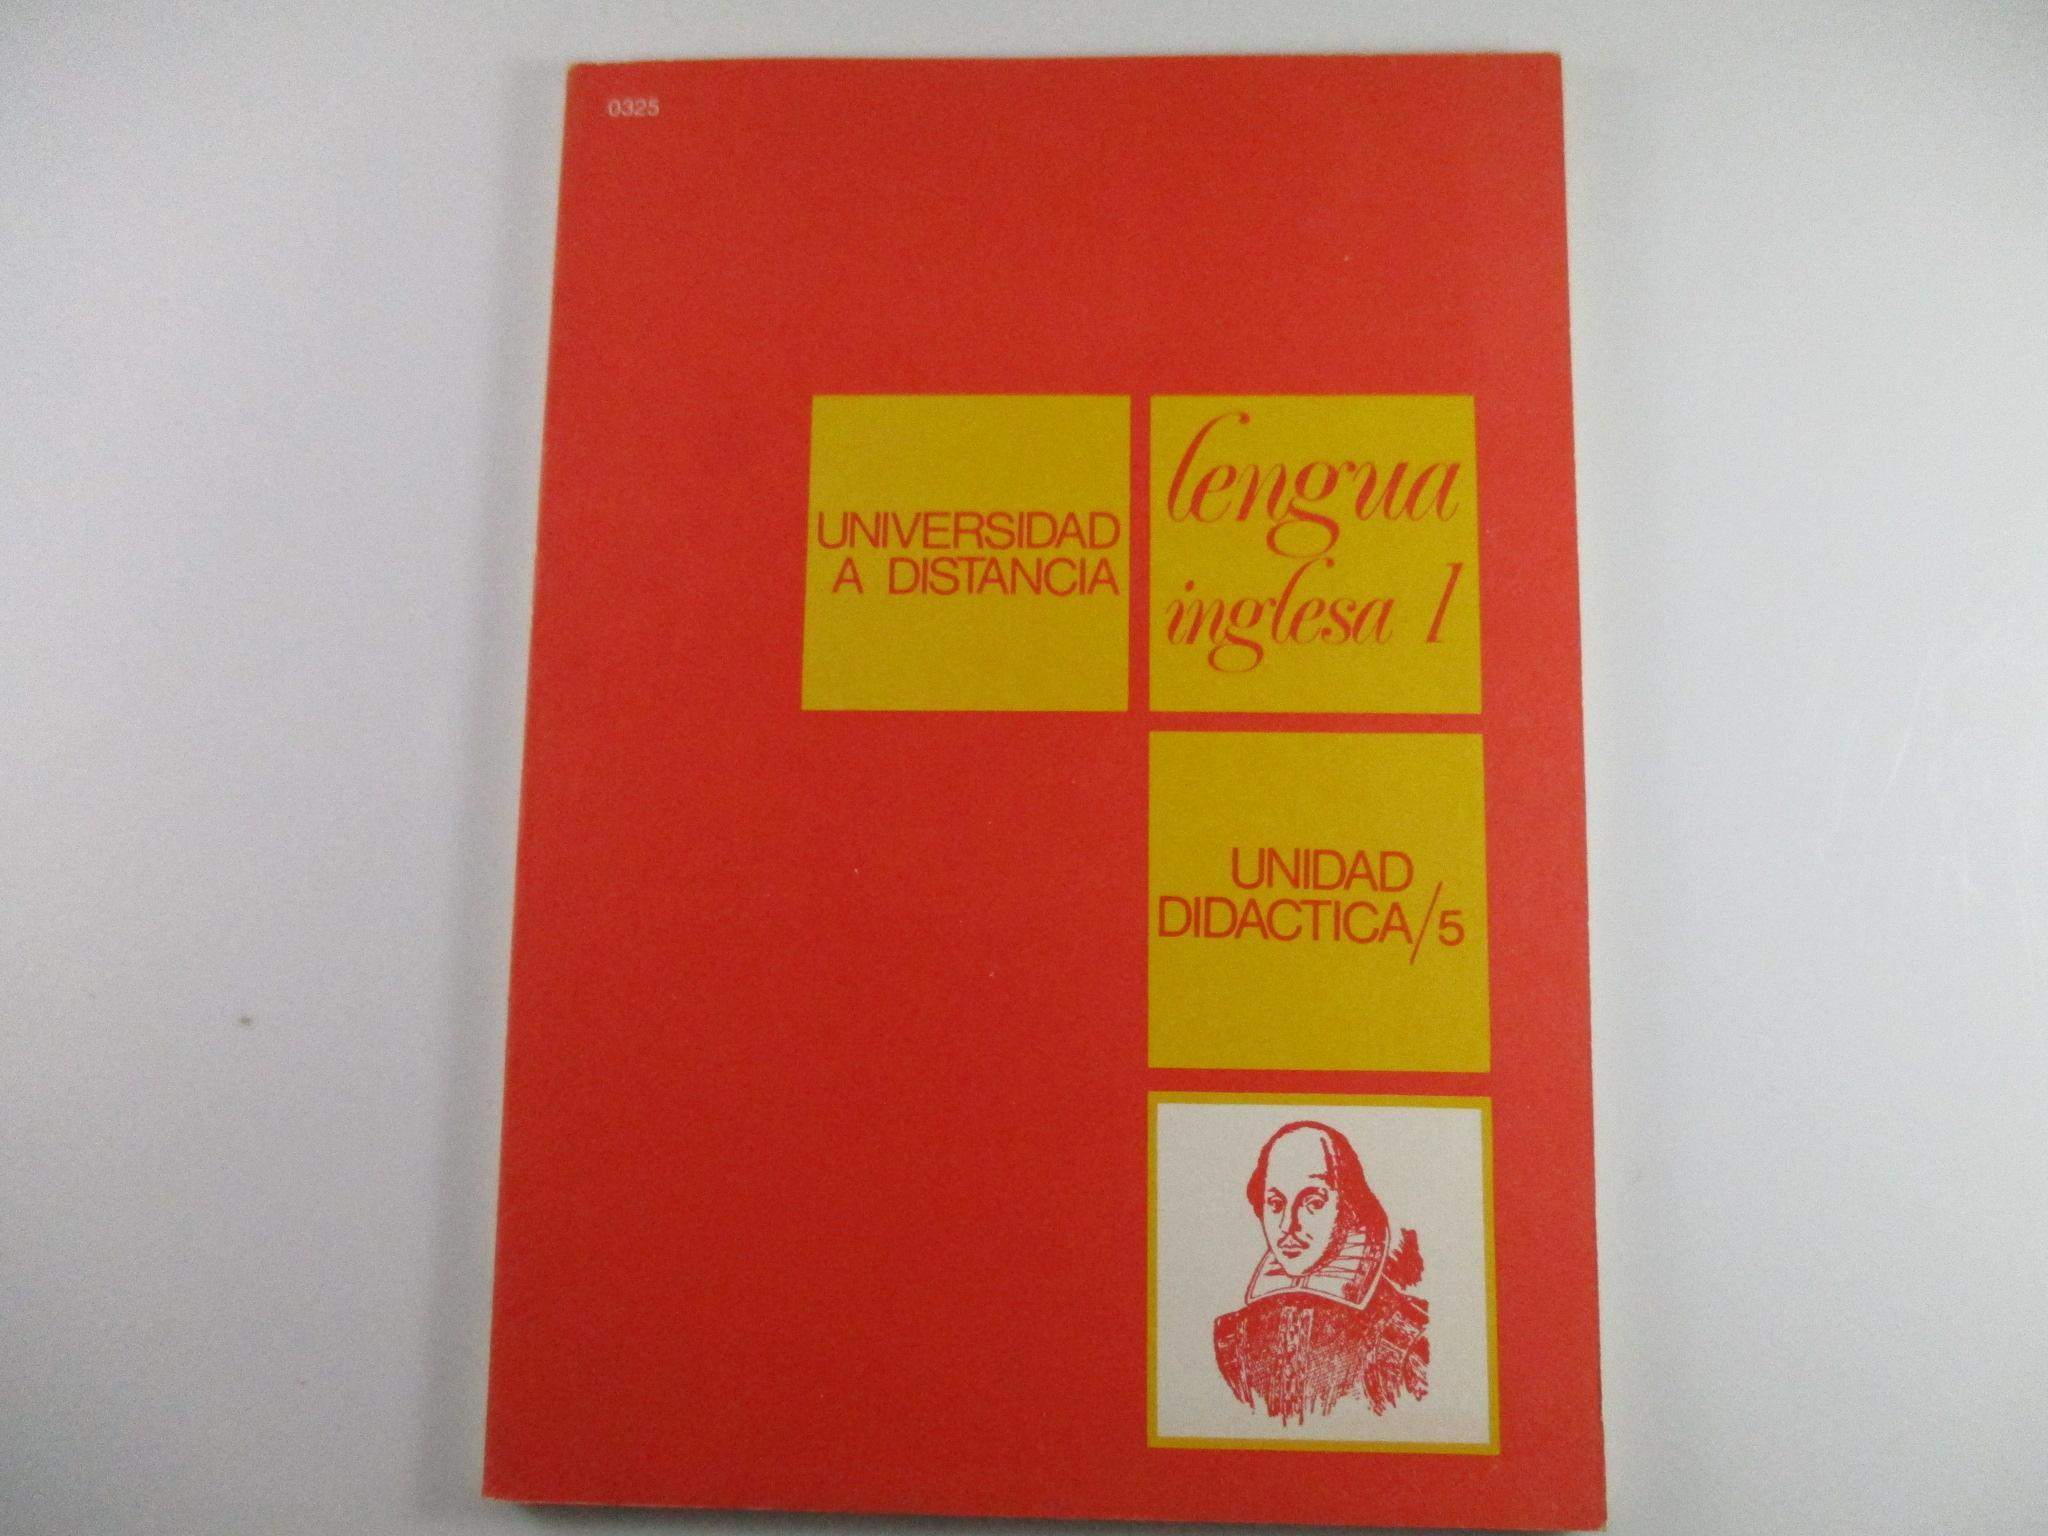 0325
UNIVERSIDAD
A DISTANCIA
lengua
inglesa 1
UNIDAD
DIDACTICA/5